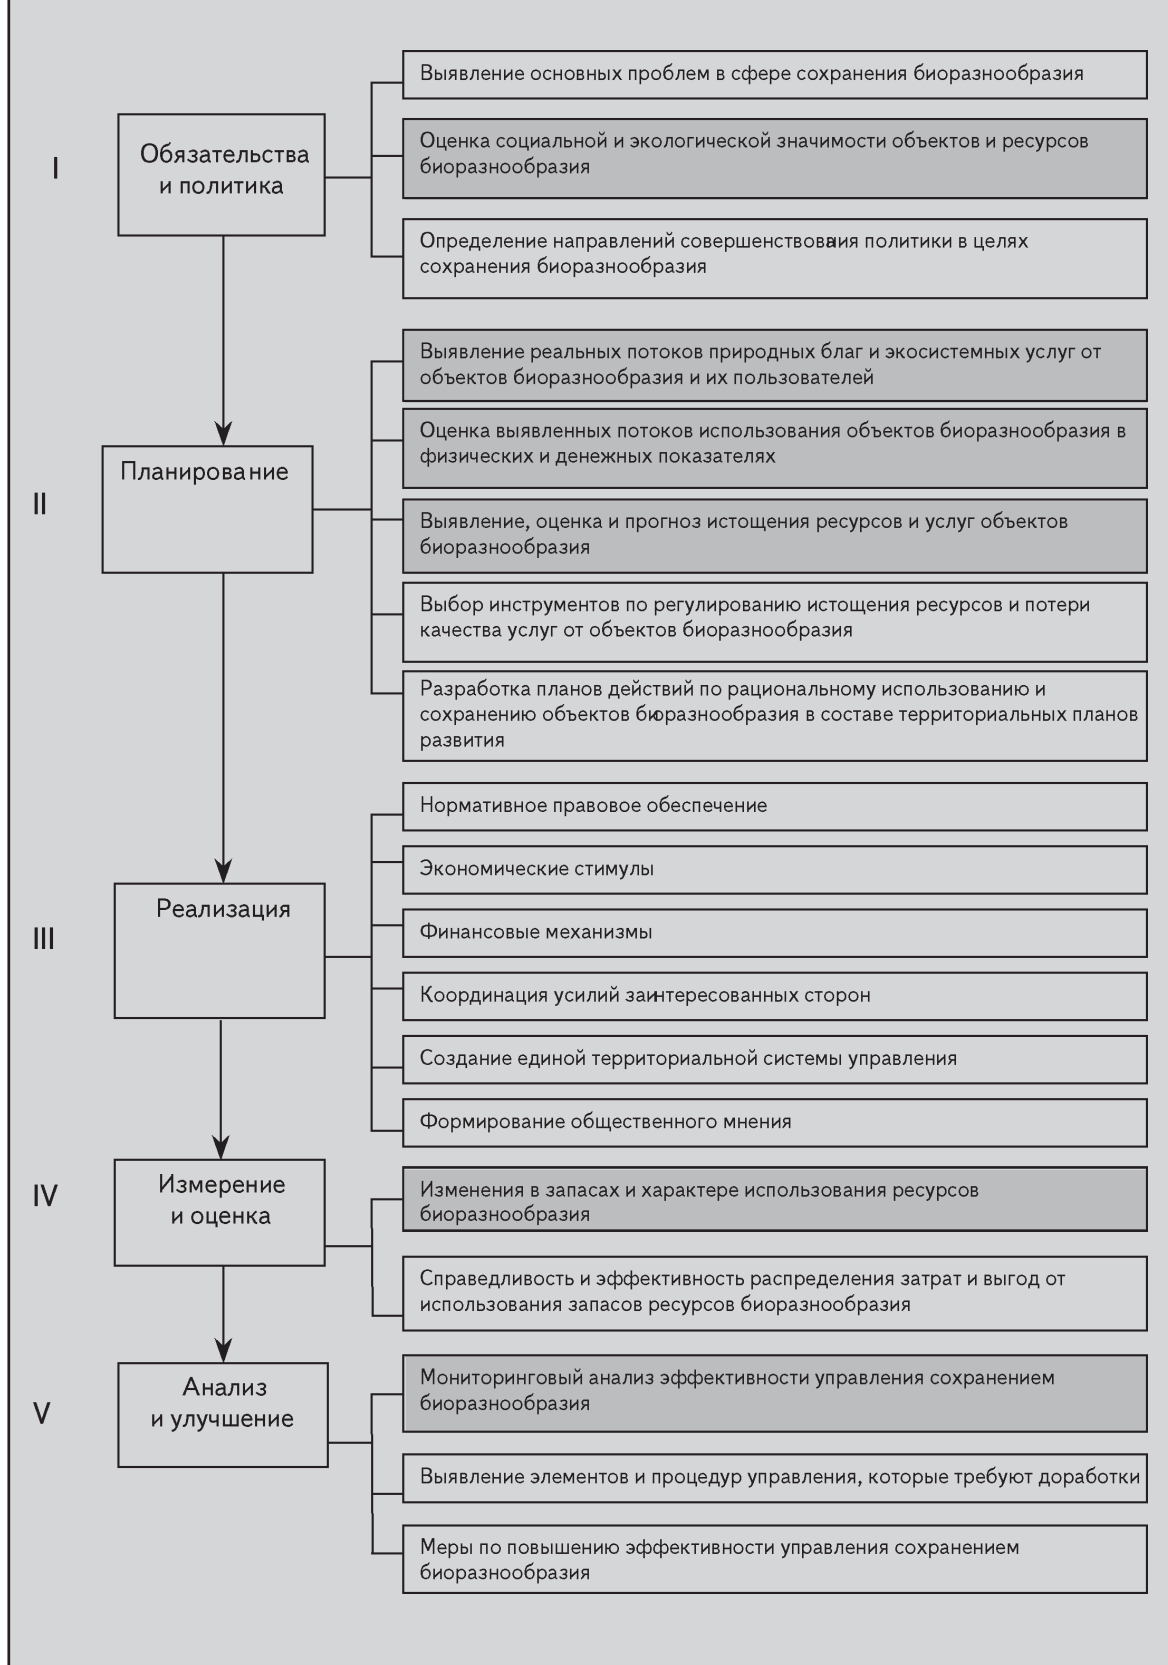 I
Обязательства
и политика
Выявление основных проблем в сфере сохранения биоразнообразия
Оценка социальной и экологической значимости объектов и ресурсов
биоразнообразия
Определение направлений совершенствования политики в целях
сохранения биоразнообразия
II
Планирование
Выявление реальных потоков природных благ и экосистемных услуг от
объектов биоразнообразия и их пользователей
Оценка выявленных потоков использования объектов биоразнообразия в
физических и денежных показателях
Выявление, оценка и прогноз истощения ресурсов и услуг объектов
биоразнообразия
Выбор инструментов по регулированию истощения ресурсов и потери
качества услуг от объектов биоразнообразия
Разработка планов действий по рациональному использованию и
сохранению объектов биоразнообразия в составе территориальных планов
развития
III
Реализация
Нормативное правовое обеспечение
Экономические стимулы
Финансовые механизмы
Координация усилий заинтересованных сторон
Создание единой территориальной системы управления
Формирование общественного мнения
IV
Измерение
и оценка
Изменения в запасах и характере использования ресурсов
биоразнообразия
Справедливость и эффективность распределения затрат и выгод от
использования запасов ресурсов биоразнообразия
V
Анализ
и улучшение
Мониторинговый анализ эффективности управления сохранением
биоразнообразия
Выявление элементов и процедур управления, которые требуют доработки
Меры по повышению эффективности управления сохранением
биоразнообразия